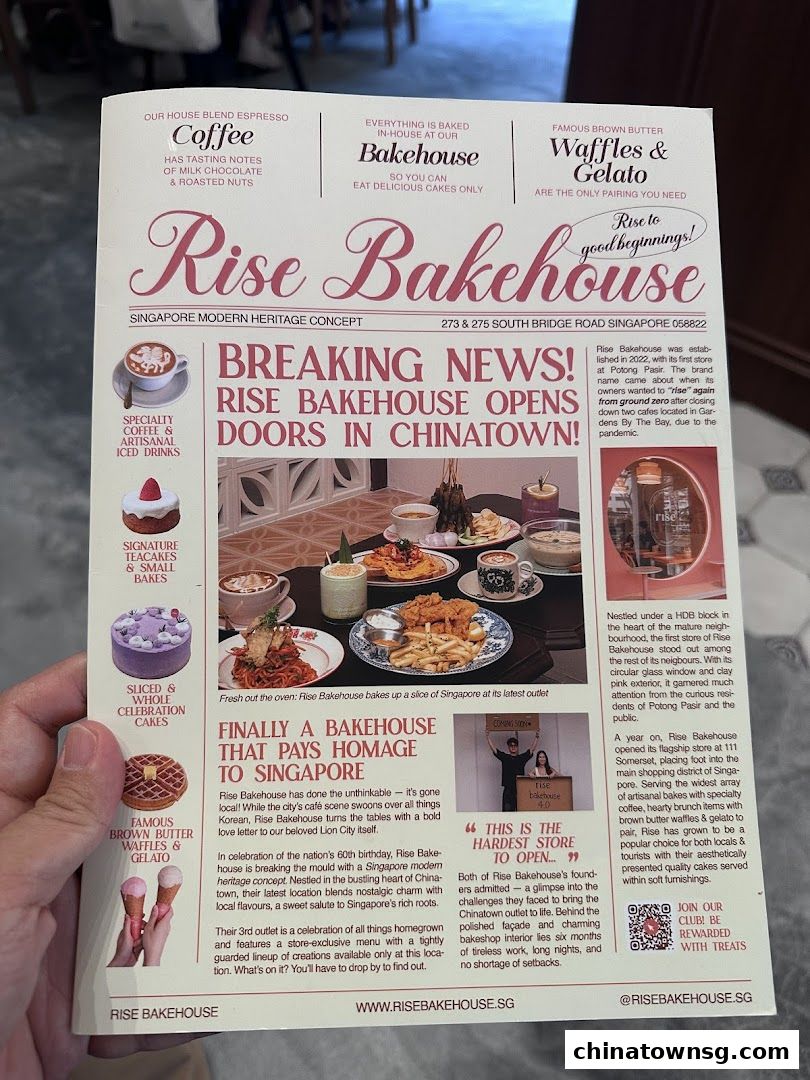 OUR HOUSE BLEND ESPRESSO
Coffee
HAS TASTING NOTES
OF MILK CHOCOLATE
& ROASTED NUTS
EVERYTHING IS BAKED
IN-HOUSE AT OUR
Bakehouse
SO YOU CAN
EAT DELICIOUS CAKES ONLY
FAMOUS BROWN BUTTER
Waffles &
Gelato
ARE THE ONLY PAIRING YOU NEED
Rise to
good beginnings!
Rise Bakehouse
SINGAPORE MODERN HERITAGE CONCEPT
273 & 275 SOUTH BRIDGE ROAD SINGAPORE 058822
SPECIALTY
COFFEE &
ARTISANAL
ICED DRINKS
SIGNATURE
TEACAKES
& SMALL
BAKES
SLICED &
WHOLE
CELEBRATION
CAKES
FAMOUS
BROWN BUTTER
WAFFLES &
GELATO
BREAKING NEWS!
RISE BAKEHOUSE OPENS
DOORS IN CHINATOWN!
Fresh out the oven: Rise Bakehouse bakes up a slice of Singapore at its latest outlet
FINALLY A BAKEHOUSE
THAT PAYS HOMAGE
TO SINGAPORE
Rise Bakehouse has done the unthinkable — it's gone
local! While the city's café scene swoons over all things
Korean, Rise Bakehouse turns the tables with a bold
love letter to our beloved Lion City itself.
In celebration of the nation's 60th birthday, Rise Bake-
house is breaking the mould with a Singapore modern
heritage concept. Nestled in the bustling heart of China-
town, their latest location blends nostalgic charm with
local flavours, a sweet salute to Singapore's rich roots.
Their 3rd outlet is a celebration of all things homegrown
and features a store-exclusive menu with a tightly
guarded lineup of creations available only at this loca-
tion. What's on it? You'll have to drop by to find out.
COMING SOON
rise
bakehouse
4.0
“ THIS IS THE
HARDEST STORE
TO OPEN... ”
Both of Rise Bakehouse's found-
ers admitted — a glimpse into the
challenges they faced to bring the
Chinatown outlet to life. Behind the
polished façade and charming
bakeshop interior lies six months
of tireless work, long nights, and
no shortage of setbacks.
Rise Bakehouse was estab-
lished in 2022, with its first store
at Potong Pasir. The brand
name came about when its
owners wanted to "rise" again
from ground zero after closing
down two cafes located in Gar-
dens By The Bay, due to the
pandemic.
rise
Nestled under a HDB block in
the heart of the mature neigh-
bourhood, the first store of Rise
Bakehouse stood out among
the rest of its neigbours. With its
circular glass window and clay
pink exterior, it garnered much
attention from the curious resi-
dents of Potong Pasir and the
public.
A year on, Rise Bakehouse
opened its flagship store at 111
Somerset, placing foot into the
main shopping district of Singa-
pore. Serving the widest array
of artisanal bakes with specialty
coffee, hearty brunch items with
brown butter waffles & gelato to
pair, Rise has grown to be a
popular choice for both locals &
tourists with their aesthetically
presented quality cakes served
within soft furnishings.
JOIN OUR
CLUB! BE
REWARDED
WITH TREATS
RISE BAKEHOUSE
WWW.RISEBAKEHOUSE.SG
@RISEBAKEHOUSE.SG
chinatownsg.com